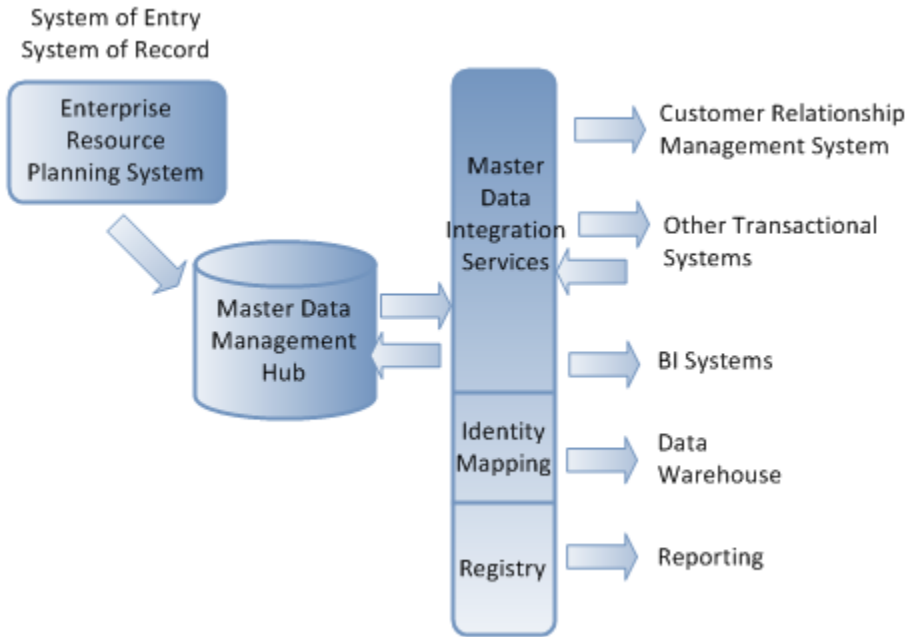 System of Entry
System of Record
Enterprise
Resource
Planning System
Master Data
Management
Hub
Master
Data
Integration
Services
Identity
Mapping
Registry
Customer Relationship
Management System
Other Transactional
Systems
BI Systems
Data
Warehouse
Reporting